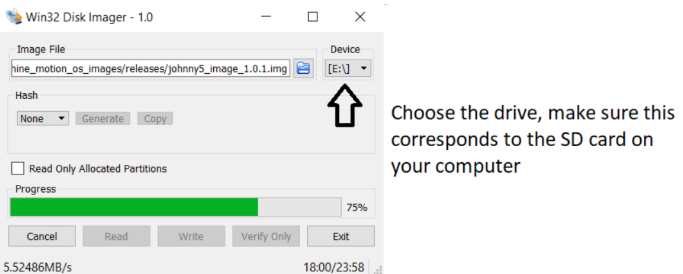 Win32 Disk Imager - 1.0
Image File
Device
hine_motion_os_images/releases/johnny5_image_1.0.1.img
[E:\]
Hash
None
Generate
Copy
Choose the drive, make sure this
corresponds to the SD card on
your computer
Read Only Allocated Partitions
Progress
75%
Cancel
Read
Write
Verify Only
Exit
5.52486MB/s
18:00/23:58